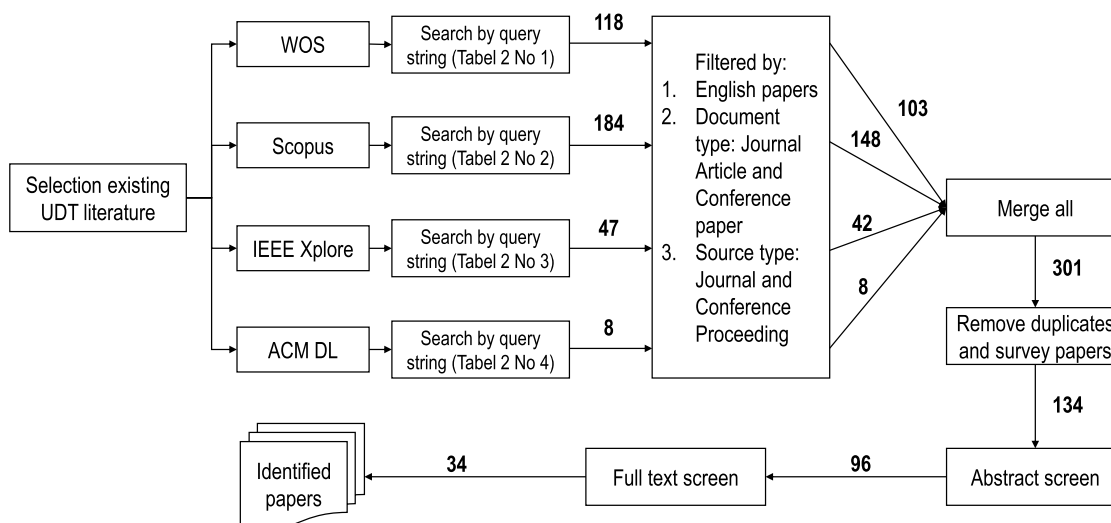 Selection existing
UDT literature
WOS
Search by query
string (Tabel 2 No 1)
118
Scopus
Search by query
string (Tabel 2 No 2)
184
IEEE Xplore
Search by query
string (Tabel 2 No 3)
47
ACM DL
Search by query
string (Tabel 2 No 4)
8
Filtered by:
1. English papers
2. Document
type: Journal
Article and
Conference
paper
3. Source type:
Journal and
Conference
Proceeding
103
148
42
8
Merge all
301
Remove duplicates
and survey papers
134
Abstract screen
96
Full text screen
34
Identified
papers